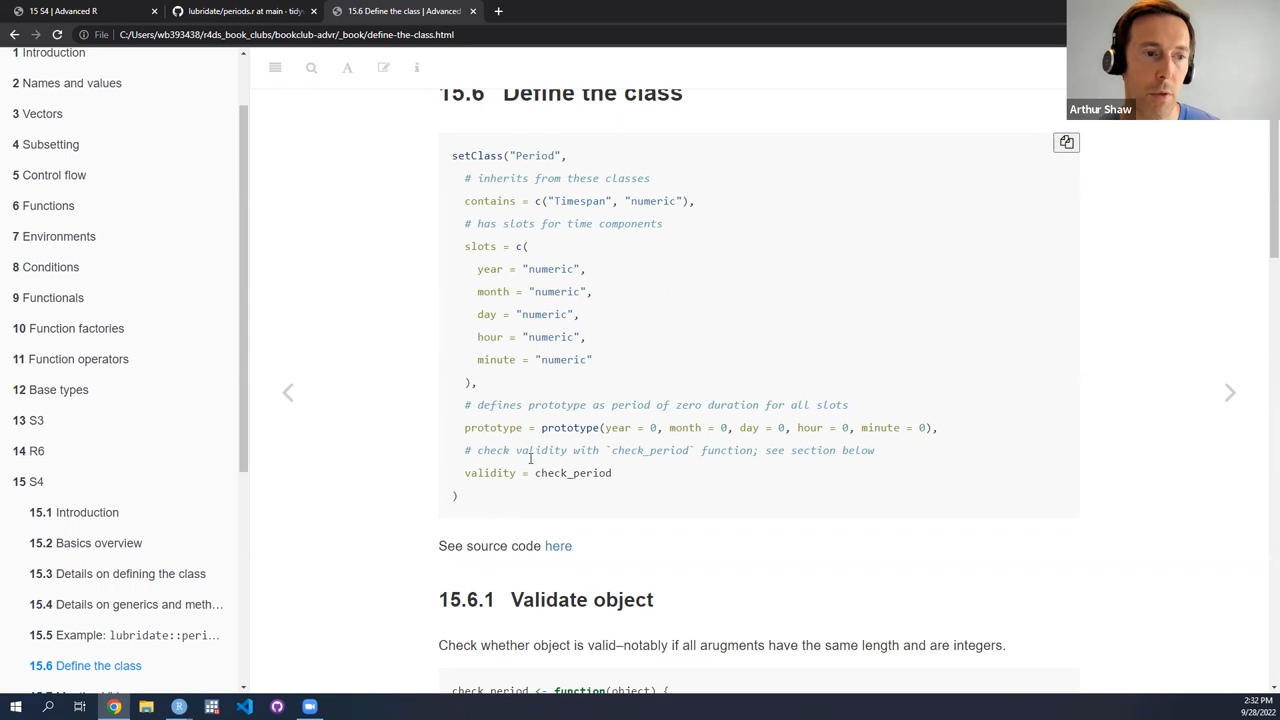 15 S4 | Advanced R
lubridate/periods.r at main · tidy
15.6 Define the class | Advanced
File
C:/Users/wb393438/r4ds_book_clubs/bookclub-advr/_book/define-the-class.html
Arthur Shaw
1 Introduction
2 Names and values
3 Vectors
4 Subsetting
5 Control flow
6 Functions
7 Environments
8 Conditions
9 Functionals
10 Function factories
11 Function operators
12 Base types
13 S3
14 R6
15 S4
15.1 Introduction
15.2 Basics overview
15.3 Details on defining the class
15.4 Details on generics and meth…
15.5 Example: lubridate::peri…
15.6 Define the class
15.6 Define the class
setClass("Period",
# inherits from these classes
contains = c("Timespan", "numeric"),
# has slots for time components
slots = c(
year = "numeric",
month = "numeric",
day = "numeric",
hour = "numeric",
minute = "numeric"
),
# defines prototype as period of zero duration for all slots
prototype = prototype(year = 0, month = 0, day = 0, hour = 0, minute = 0),
# check validity with `check_period` function; see section below
validity = check_period
)
See source code here
15.6.1 Validate object
Check whether object is valid–notably if all arugments have the same length and are integers.
check_period <- function(object) {
2:32 PM
9/28/2022